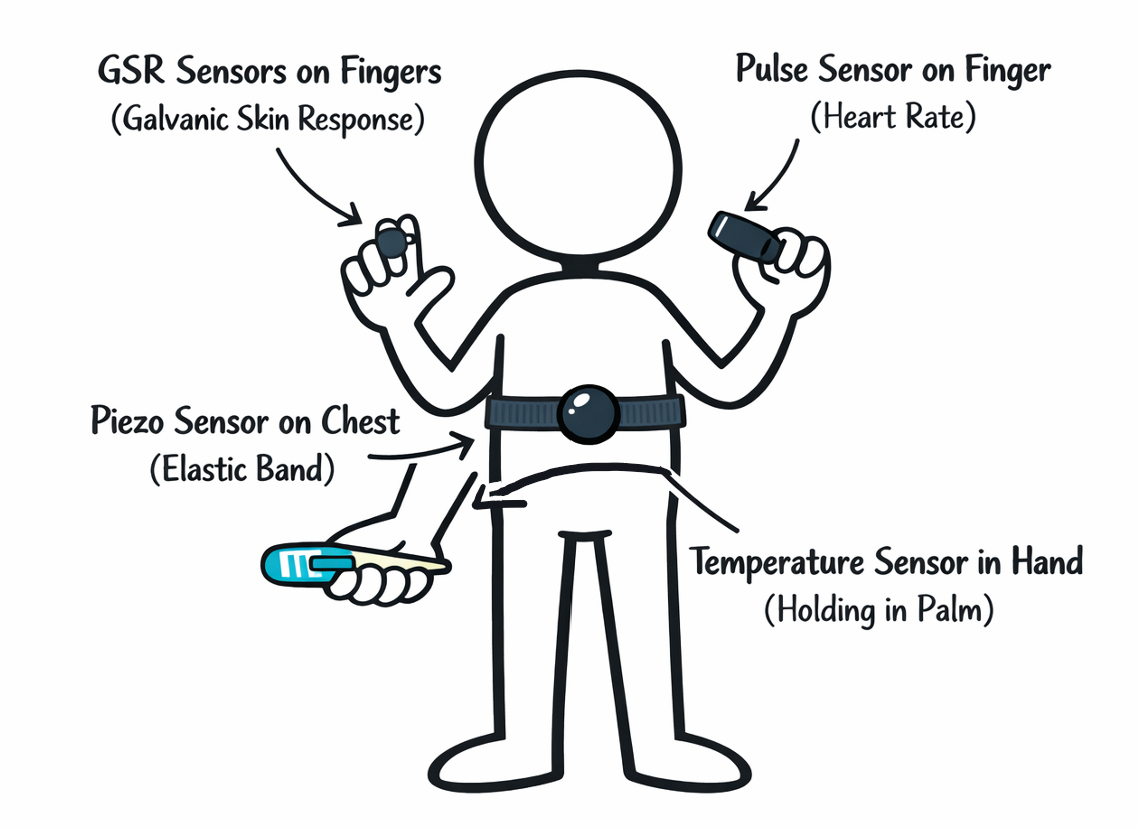 GSR Sensors on Fingers
(Galvanic Skin Response)
Pulse Sensor on Finger
(Heart Rate)
Piezo Sensor on Chest
(Elastic Band)
Temperature Sensor in Hand
(Holding in Palm)